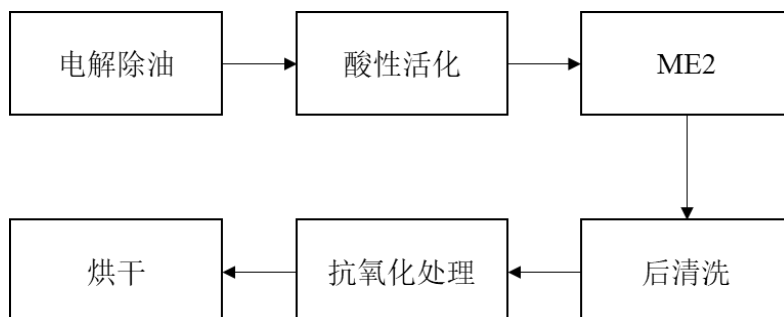 电解除油
酸性活化
ME2
后清洗
抗氧化处理
烘干